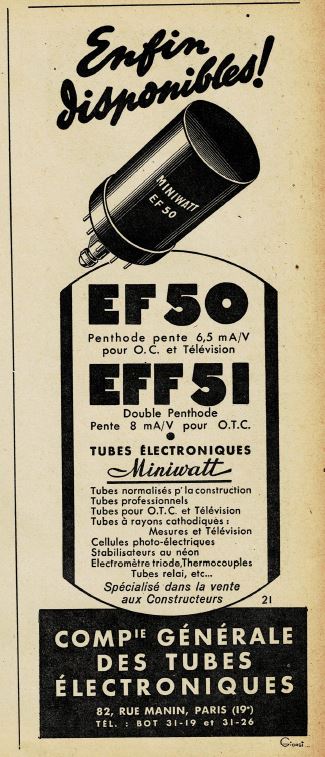 Enfin
disponibles!
MINIWATT
EF 50
EF 50
Penthode pente 6,5 mA/V
pour O.C. et Télévision
EFF 51
Double Penthode
Pente 8 mA/V pour O.T.C.
TUBES ÉLECTRONIQUES
Miniwatt
Tubes normalisés pr la construction
Tubes professionnels
Tubes pour O.T.C. et Télévision
Tubes à rayons cathodiques :
Mesures et Télévision
Cellules photo-électriques
Stabilisateurs au néon
Electromètre triode, Thermocouples
Tubes relai, etc...
Spécialisé dans la vente
aux Constructeurs
21
COMPIE GÉNÉRALE
DES TUBES
ÉLECTRONIQUES
82, RUE MANIN, PARIS (19e)
TÉL. : BOT 31-19 et 31-26